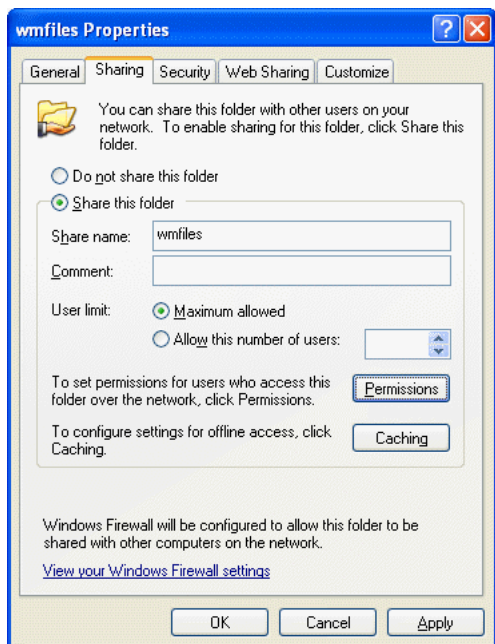 wmfiles Properties
General Sharing Security Web Sharing Customize
You can share this folder with other users on your
network. To enable sharing for this folder, click Share this
folder.
Do not share this folder
Share this folder
Share name: wmfiles
Comment:
User limit: Maximum allowed
Allow this number of users:
To set permissions for users who access this
folder over the network, click Permissions.
Permissions
To configure settings for offline access, click
Caching.
Caching
Windows Firewall will be configured to allow this folder to be
shared with other computers on the network.
View your Windows Firewall settings
OK Cancel Apply